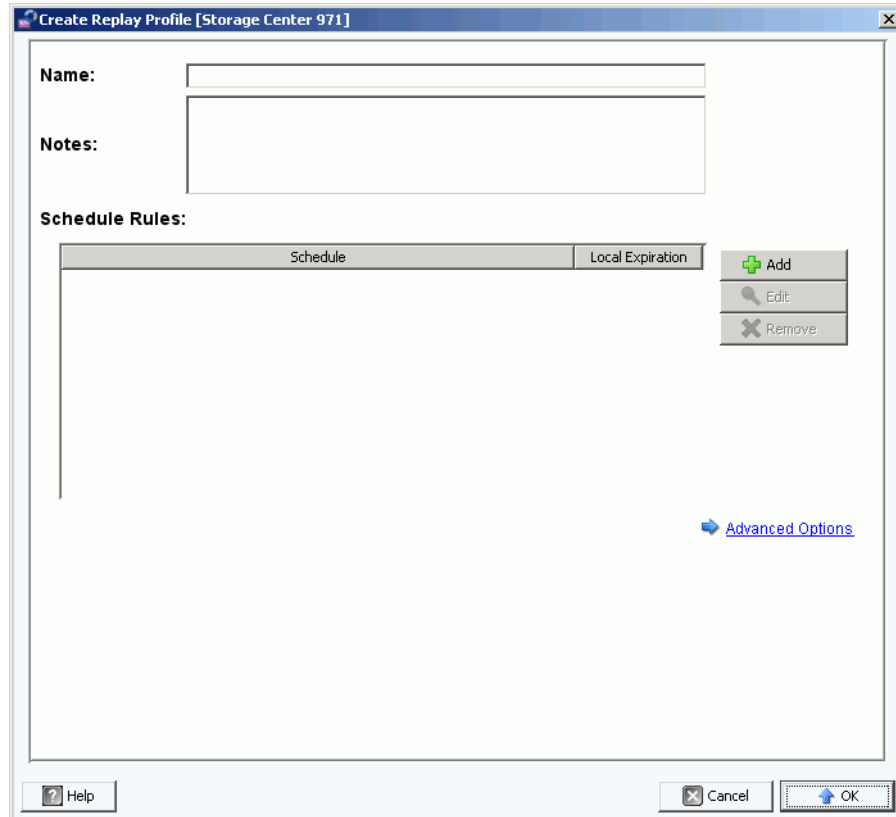 Create Replay Profile [Storage Center 971]
Name:
Notes:
Schedule Rules:
Schedule Local Expiration
Add
Edit
Remove
Advanced Options
? Help
Cancel
OK